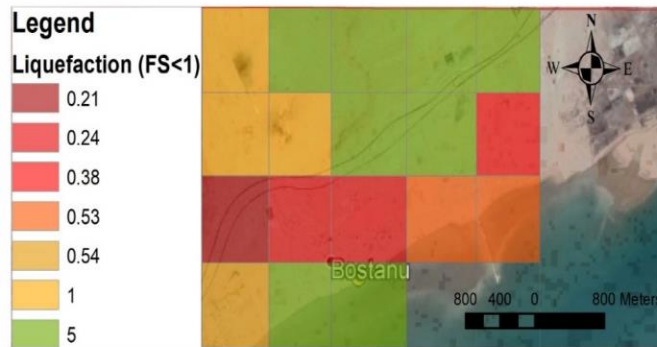 Legend
Liquefaction (FS<1)
0.21
0.24
0.38
0.53
0.54
1
5
N
W E
S
Bostanu
800 400 0 800 Meters